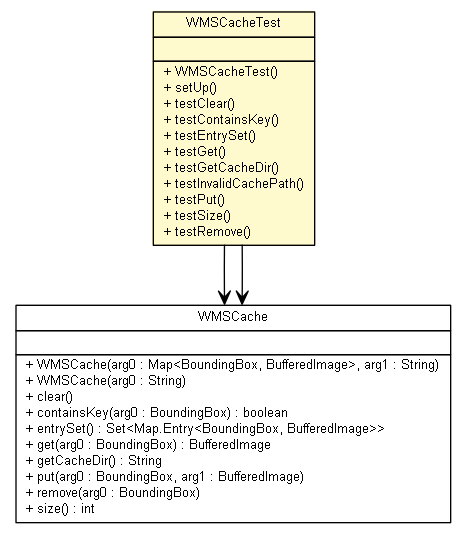 WMSCacheTest
+ WMSCacheTest()
+ setUp()
+ testClear()
+ testContainsKey()
+ testEntrySet()
+ testGet()
+ testGetCacheDir()
+ testInvalidCachePath()
+ testPut()
+ testSize()
+ testRemove()
WMSCache
+ WMSCache(arg0 : Map<BoundingBox, BufferedImage>, arg1 : String)
+ WMSCache(arg0 : String)
+ clear()
+ containsKey(arg0 : BoundingBox) : boolean
+ entrySet() : Set<Map.Entry<BoundingBox, BufferedImage>>
+ get(arg0 : BoundingBox) : BufferedImage
+ getCacheDir() : String
+ put(arg0 : BoundingBox, arg1 : BufferedImage)
+ remove(arg0 : BoundingBox)
+ size() : int